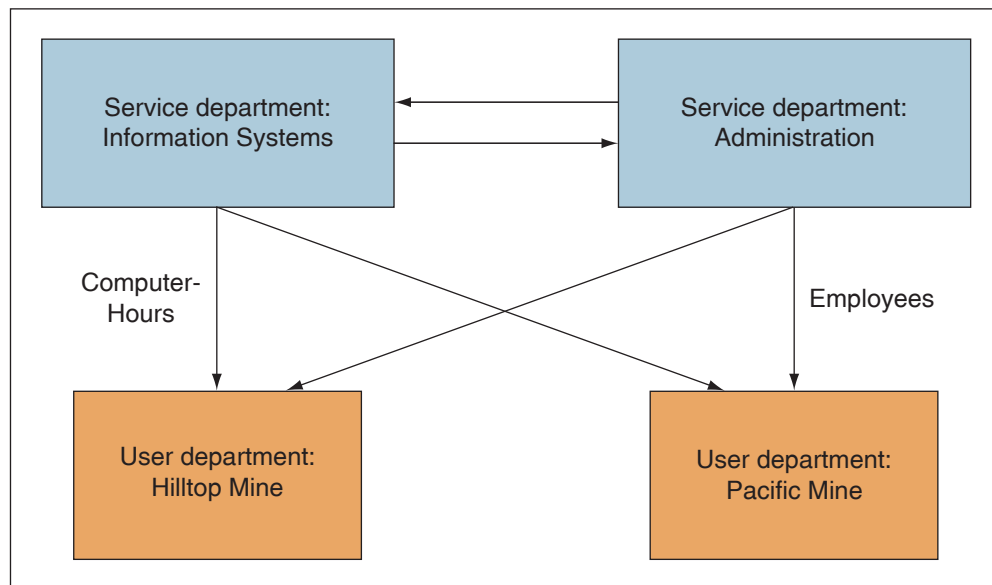 Service department:
Information Systems
Service department:
Administration
Computer-
Hours
Employees
User department:
Hilltop Mine
User department:
Pacific Mine